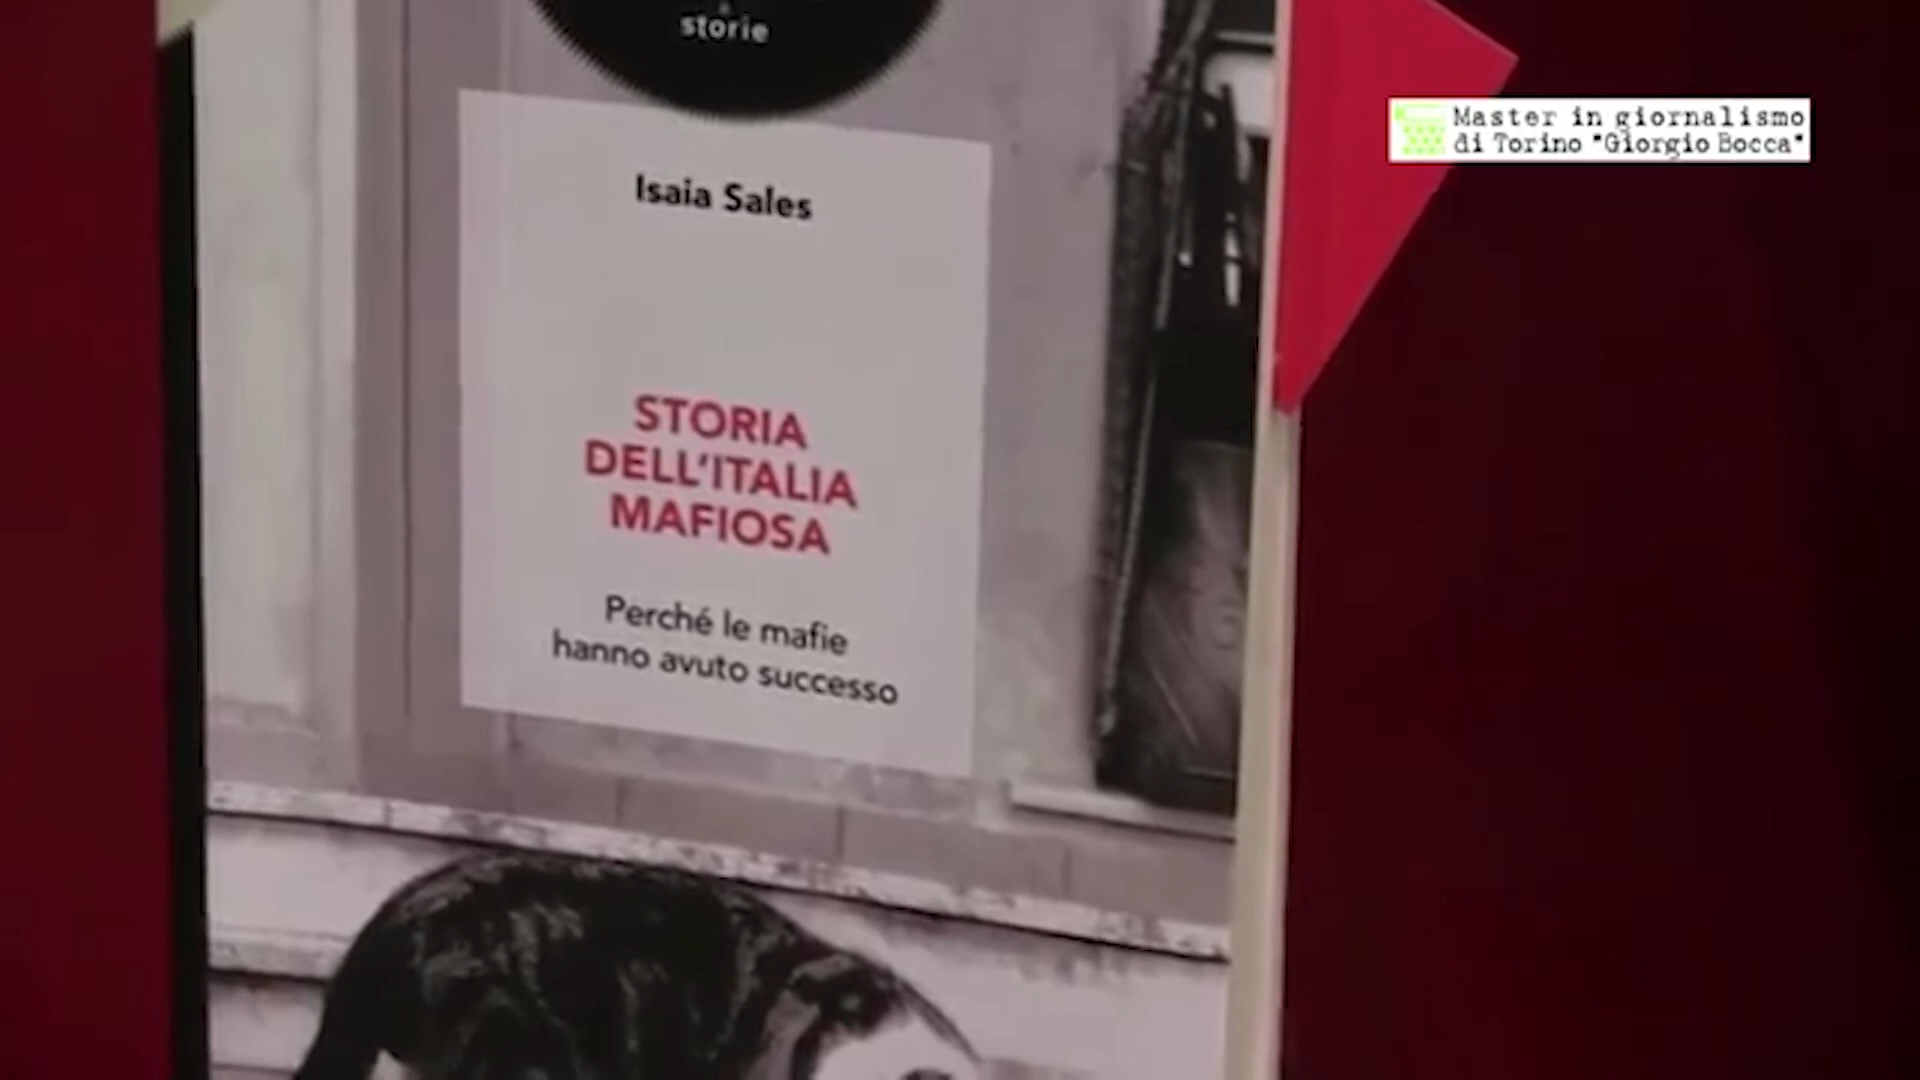 storie
Master in giornalismo
di Torino "Giorgio Bocca"
Isaia Sales
STORIA
DELL'ITALIA
MAFIOSA
Perché le mafie
hanno avuto successo